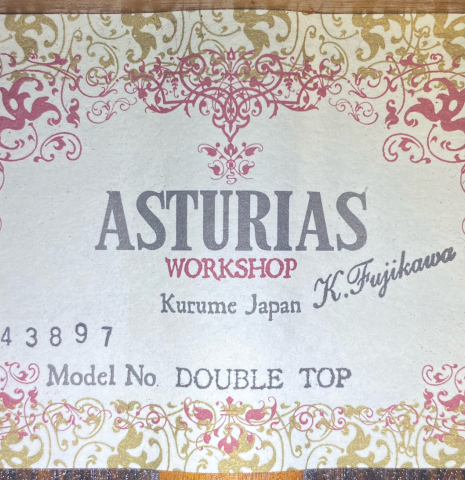 ASTURIAS
WORKSHOP
Kurume Japan
K. Fujikawa
43897
Model No. DOUBLE TOP